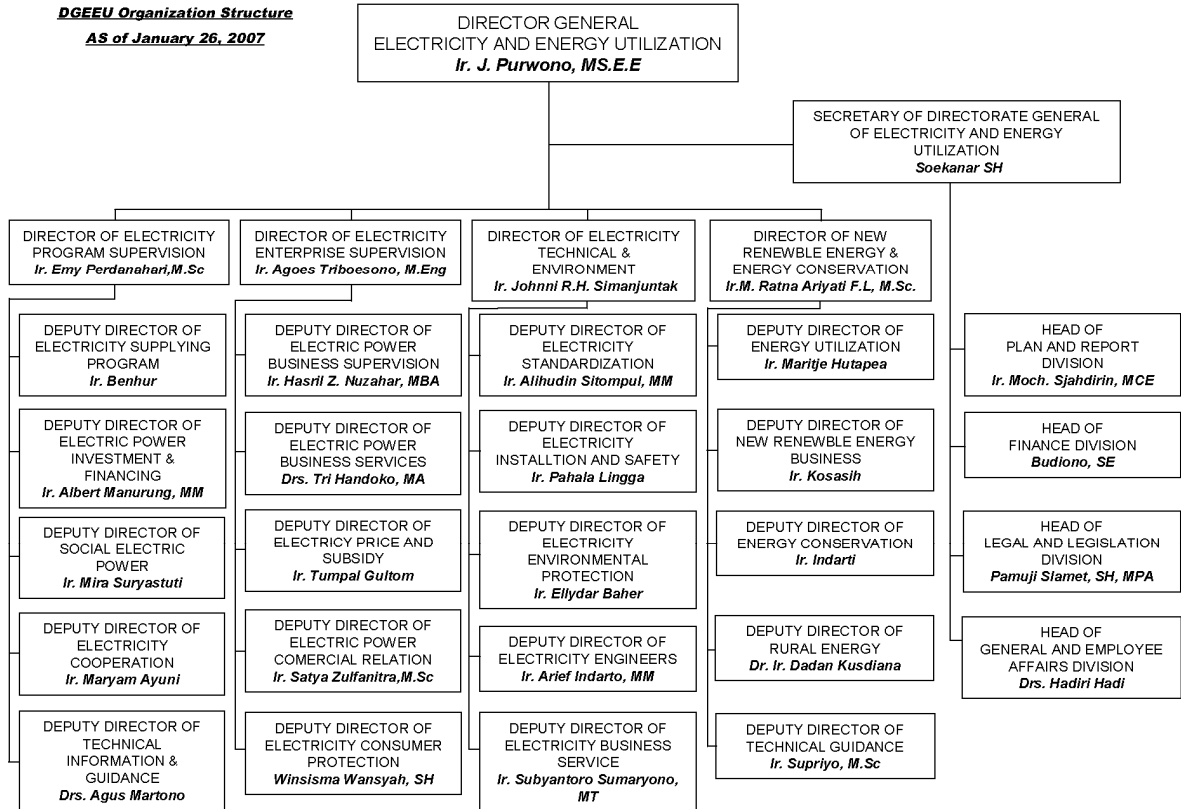 DGEEU Organization Structure
AS of January 26, 2007
DIRECTOR GENERAL
ELECTRICITY AND ENERGY UTILIZATION
Ir. J. Purwono, MS.E.E
SECRETARY OF DIRECTORATE GENERAL
OF ELECTRICITY AND ENERGY
UTILIZATION
Soekanar SH
DIRECTOR OF ELECTRICITY
PROGRAM SUPERVISION
Ir. Emy Perdanahari,M.Sc
DIRECTOR OF ELECTRICITY
ENTERPRISE SUPERVISION
Ir. Agoes Triboesono, M.Eng
DIRECTOR OF ELECTRICITY
TECHNICAL &
ENVIRONMENT
Ir. Johnni R.H. Simanjuntak
DIRECTOR OF NEW
RENEWBLE ENERGY &
ENERGY CONSERVATION
Ir.M. Ratna Ariyati F.L, M.Sc.
DEPUTY DIRECTOR OF
ELECTRICITY SUPPLYING
PROGRAM
Ir. Benhur
DEPUTY DIRECTOR OF
ELECTRIC POWER
INVESTMENT &
FINANCING
Ir. Albert Manurung, MM
DEPUTY DIRECTOR OF
SOCIAL ELECTRIC
POWER
Ir. Mira Suryastuti
DEPUTY DIRECTOR OF
ELECTRICITY
COOPERATION
Ir. Maryam Ayuni
DEPUTY DIRECTOR OF
TECHNICAL
INFORMATION &
GUIDANCE
Drs. Agus Martono
DEPUTY DIRECTOR OF
ELECTRIC POWER
BUSINESS SUPERVISION
Ir. Hasril Z. Nuzahar, MBA
DEPUTY DIRECTOR OF
ELECTRIC POWER
BUSINESS SERVICES
Drs. Tri Handoko, MA
DEPUTY DIRECTOR OF
ELECTRICY PRICE AND
SUBSIDY
Ir. Tumpal Gultom
DEPUTY DIRECTOR OF
ELECTRIC POWER
COMERCIAL RELATION
Ir. Satya Zulfanitra,M.Sc
DEPUTY DIRECTOR OF
ELECTRICITY CONSUMER
PROTECTION
Winsisma Wansyah, SH
DEPUTY DIRECTOR OF
ELECTRICITY
STANDARDIZATION
Ir. Alihudin Sitompul, MM
DEPUTY DIRECTOR OF
ELECTRICITY
INSTALLTION AND SAFETY
Ir. Pahala Lingga
DEPUTY DIRECTOR OF
ELECTRICITY
ENVIRONMENTAL
PROTECTION
Ir. Ellydar Baher
DEPUTY DIRECTOR OF
ELECTRICITY ENGINEERS
Ir. Arief Indarto, MM
DEPUTY DIRECTOR OF
ELECTRICITY BUSINESS
SERVICE
Ir. Subyantoro Sumaryono,
MT
DEPUTY DIRECTOR OF
ENERGY UTILIZATION
Ir. Maritje Hutapea
DEPUTY DIRECTOR OF
NEW RENEWBLE ENERGY
BUSINESS
Ir. Kosasih
DEPUTY DIRECTOR OF
ENERGY CONSERVATION
Ir. Indarti
DEPUTY DIRECTOR OF
RURAL ENERGY
Dr. Ir. Dadan Kusdiana
DEPUTY DIRECTOR OF
TECHNICAL GUIDANCE
Ir. Supriyo, M.Sc
HEAD OF
PLAN AND REPORT
DIVISION
Ir. Moch. Sjahdirin, MCE
HEAD OF
FINANCE DIVISION
Budiono, SE
HEAD OF
LEGAL AND LEGISLATION
DIVISION
Pamuji Slamet, SH, MPA
HEAD OF
GENERAL AND EMPLOYEE
AFFAIRS DIVISION
Drs. Hadiri Hadi